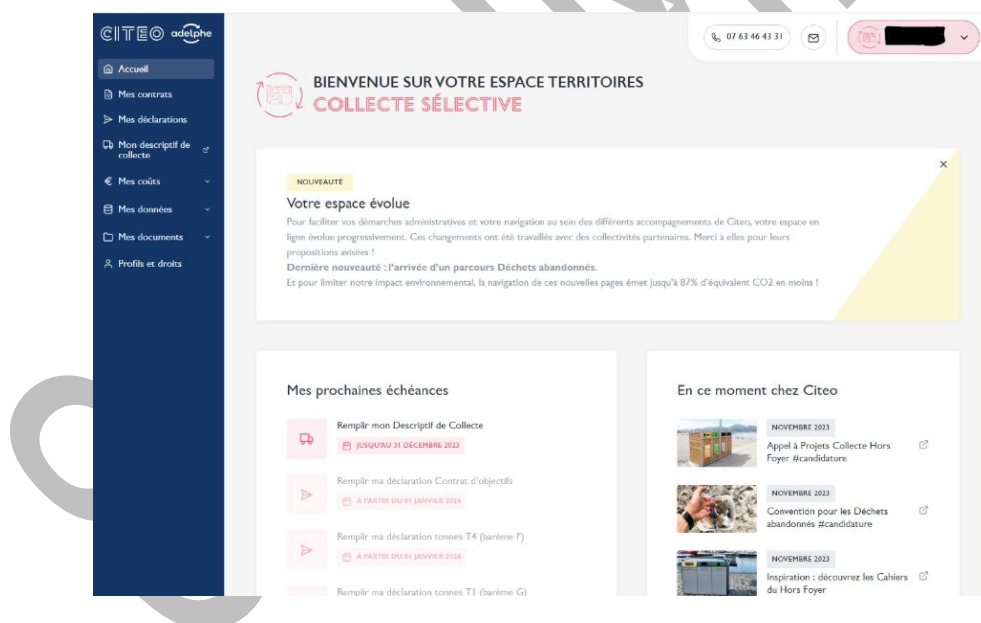 CITEO adelphe
07 63 46 43 31
Accueil
Mes contrats
Mes déclarations
Mon descriptif de
collecte
Mes coûts
Mes données
Mes documents
Profils et droits
BIENVENUE SUR VOTRE ESPACE TERRITOIRES
COLLECTE SÉLECTIVE
NOUVEAUTÉ
Votre espace évolue
Pour faciliter vos démarches administratives et votre navigation au sein des différents accompagnements de Citeo, votre espace en
ligne évolue progressivement. Ces changements ont été travaillés avec des collectivités partenaires. Merci à elles pour leurs
propositions avisées !
Dernière nouveauté : l'arrivée d'un parcours Déchets abandonnés.
Et pour limiter notre impact environnemental, la navigation de ces nouvelles pages émet jusqu'à 87% d'équivalent CO2 en moins !
Mes prochaines échéances
Remplir mon Descriptif de Collecte
JUSQU'AU 31 DÉCEMBRE 2023
Remplir ma déclaration Contrat d'objectifs
A PARTIR DU 01 JANVIER 2024
Remplir ma déclaration tonnes T4 (barème F)
A PARTIR DU 01 JANVIER 2024
Remplir ma déclaration tonnes T1 (barème G)
En ce moment chez Citeo
NOVEMBRE 2023
Appel à Projets Collecte Hors
Foyer #candidature
NOVEMBRE 2023
Convention pour les Déchets
abandonnés #candidature
NOVEMBRE 2023
Inspiration : découvrez les Cahiers
du Hors Foyer